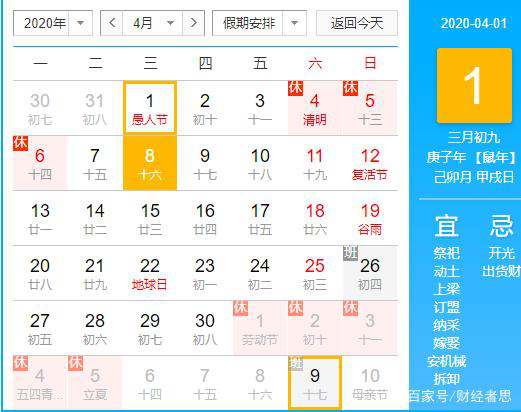 2020年 < 4月 > 假期安排 返回今天
一 二 三 四 五 六 日
30 31 1 2 3 休 4 休 5
初七 初八 愚人节 初十 十一 清明 十三
休 6 7 8 9 10 11 12
十四 十五 十六 十七 十八 十九 复活节
13 14 15 16 17 18 19
廿一 廿二 廿三 廿四 廿五 廿六 谷雨
20 21 22 23 24 25 班 26
廿八 廿九 地球日 初一 初二 初三 初四
27 28 29 30 休 1 休 2 休 3
初五 初六 初七 初八 劳动节 初十 十一
休 4 休 5 6 7 8 班 9 10
五四青... 立夏 十四 十五 十六 十七 母亲节
2020-04-01
1
三月初九
庚子年 【鼠年】
己卯月 甲戌日
宜 忌
祭祀 开光
动土 出货财
上梁
订盟
纳采
嫁娶
安机械
拆卸
百家号/财经者思